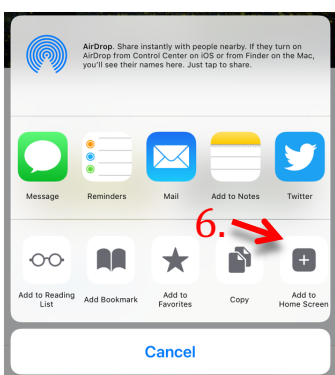 AirDrop. Share instantly with people nearby. If they turn on
AirDrop from Control Center on iOS or from Finder on the Mac,
you'll see their names here. Just tap to share.
Message Reminders Mail Add to Notes Twitter
6.
Add to Reading
List
Add Bookmark
Add to
Favorites
Copy
Add to
Home Screen
Cancel